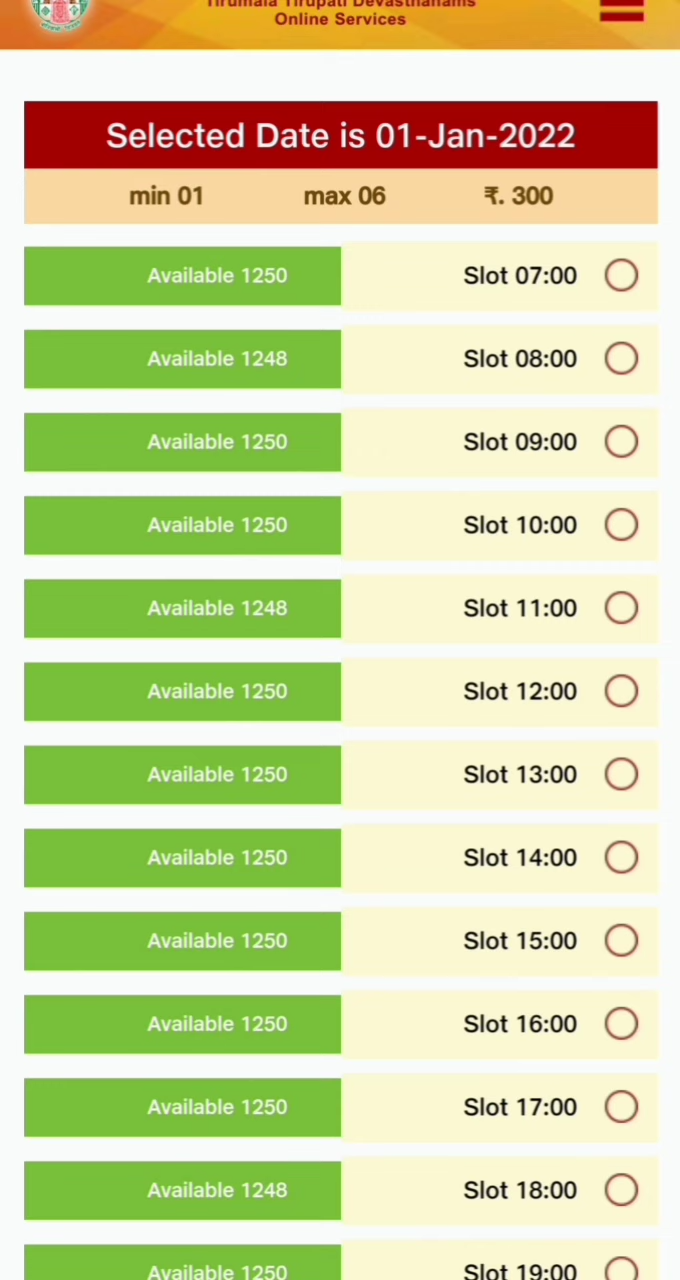 Tirumala Tirupati Devasthanams
Online Services
Selected Date is 01-Jan-2022
min 01 max 06 ₹. 300
Available 1250 Slot 07:00
Available 1248 Slot 08:00
Available 1250 Slot 09:00
Available 1250 Slot 10:00
Available 1248 Slot 11:00
Available 1250 Slot 12:00
Available 1250 Slot 13:00
Available 1250 Slot 14:00
Available 1250 Slot 15:00
Available 1250 Slot 16:00
Available 1250 Slot 17:00
Available 1248 Slot 18:00
Available 1250 Slot 19:00